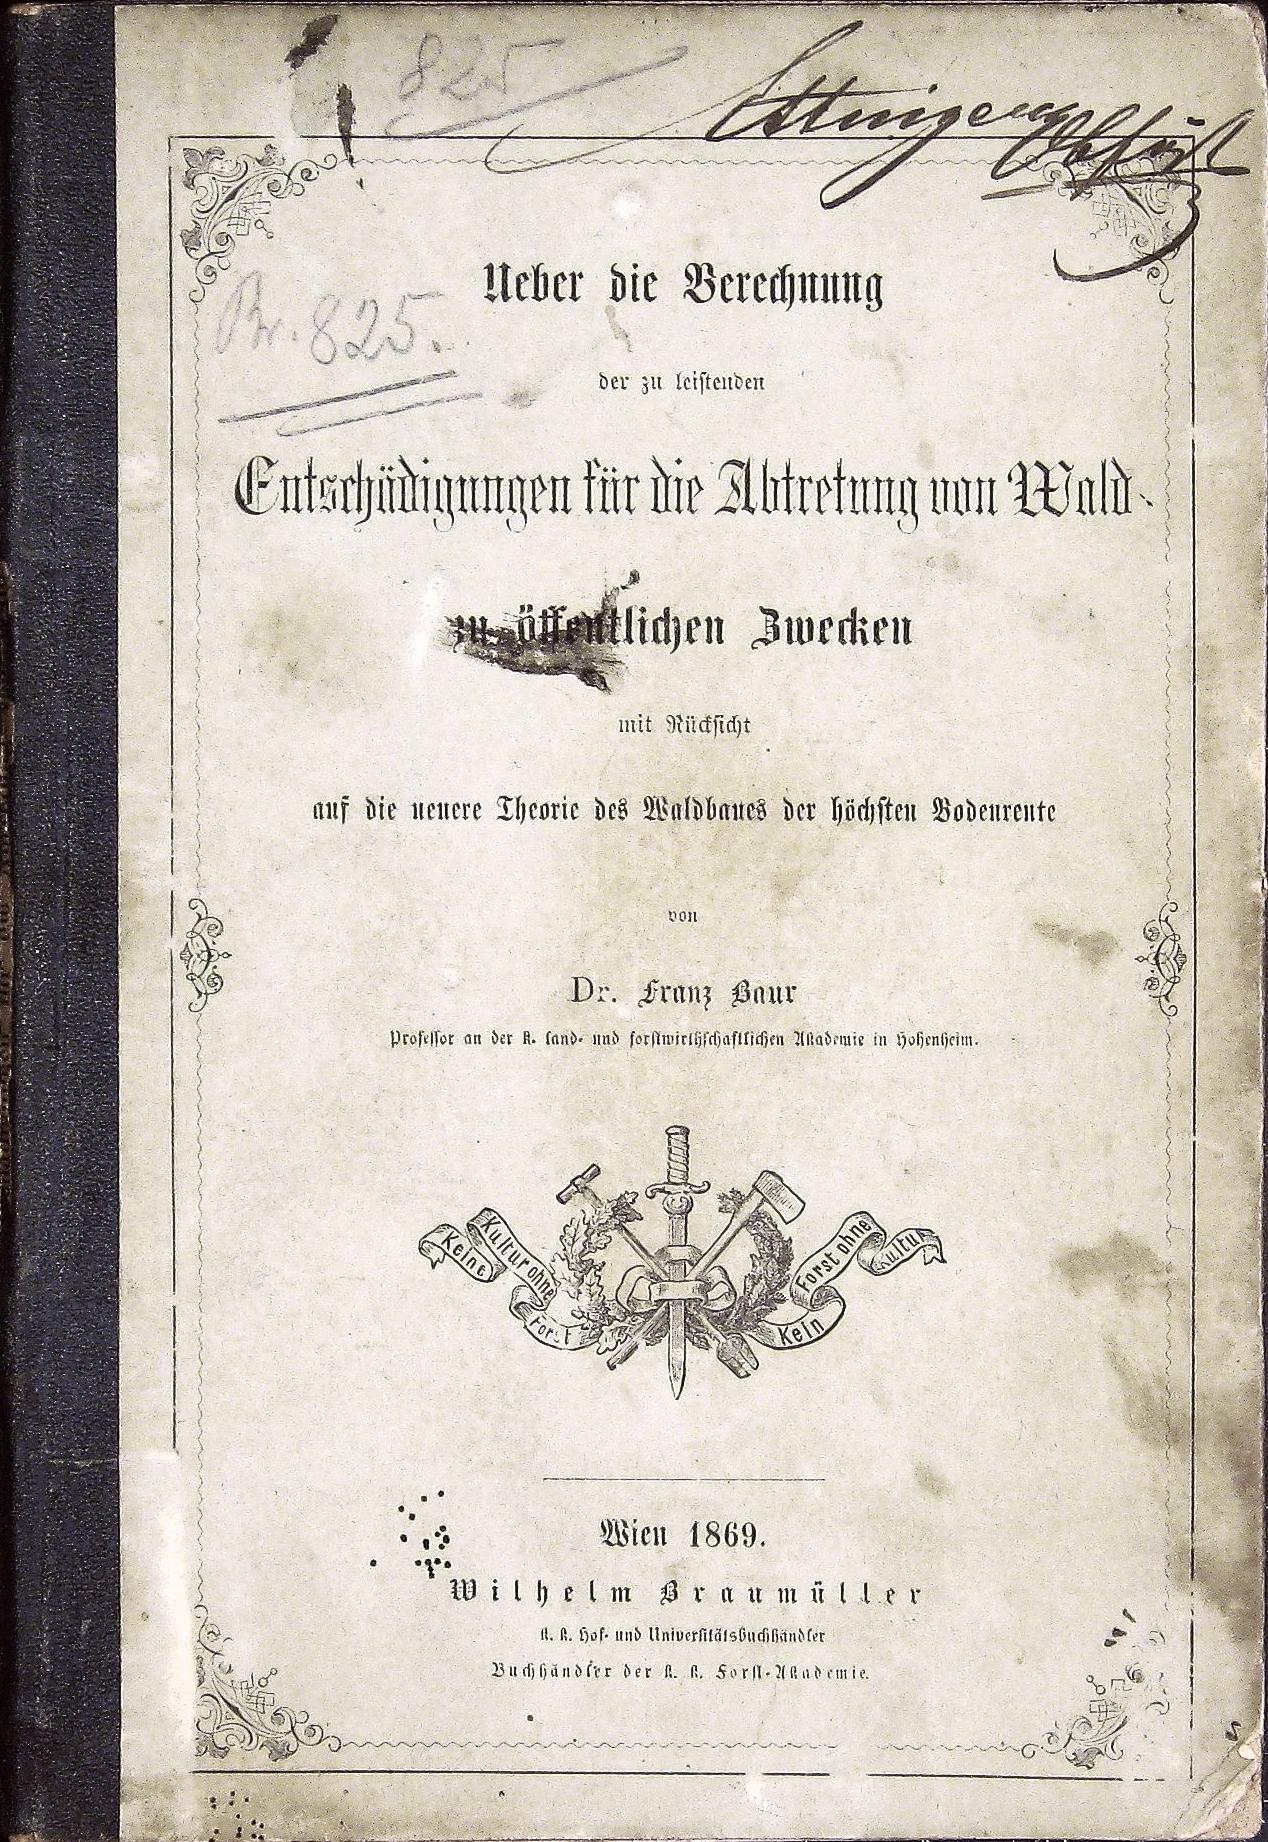 825
Br. 825.
Ueber die Berechnung
der zu leistenden
Entschädigungen für die Abtretung von Wald
zu öffentlichen Zwecken
mit Rücksicht
auf die neuere Theorie des Waldbaues der höchsten Bodenrente
von
Dr. Franz Baur
Professor an der k. land- und forstwirthschaftlichen Akademie in Hohenheim.
Keine Kultur ohne Forst
Kein Forst ohne Kultur
Wien 1869.
Wilhelm Braumüller
k. k. Hof- und Universitätsbuchhändler
Buchhändler der k. k. Forst-Akademie.